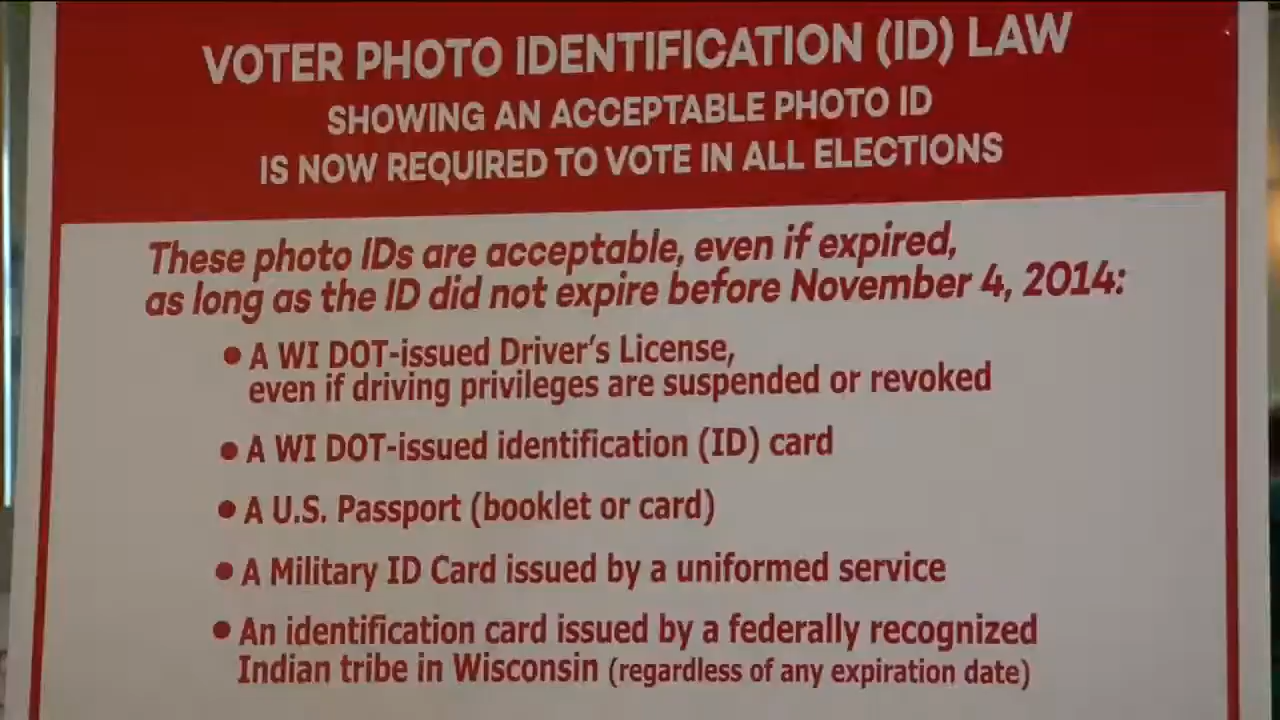 VOTER PHOTO IDENTIFICATION (ID) LAW
SHOWING AN ACCEPTABLE PHOTO ID
IS NOW REQUIRED TO VOTE IN ALL ELECTIONS
These photo IDs are acceptable, even if expired,
as long as the ID did not expire before November 4, 2014:
• A WI DOT-issued Driver's License,
even if driving privileges are suspended or revoked
• A WI DOT-issued identification (ID) card
• A U.S. Passport (booklet or card)
• A Military ID Card issued by a uniformed service
• An identification card issued by a federally recognized
Indian tribe in Wisconsin (regardless of any expiration date)